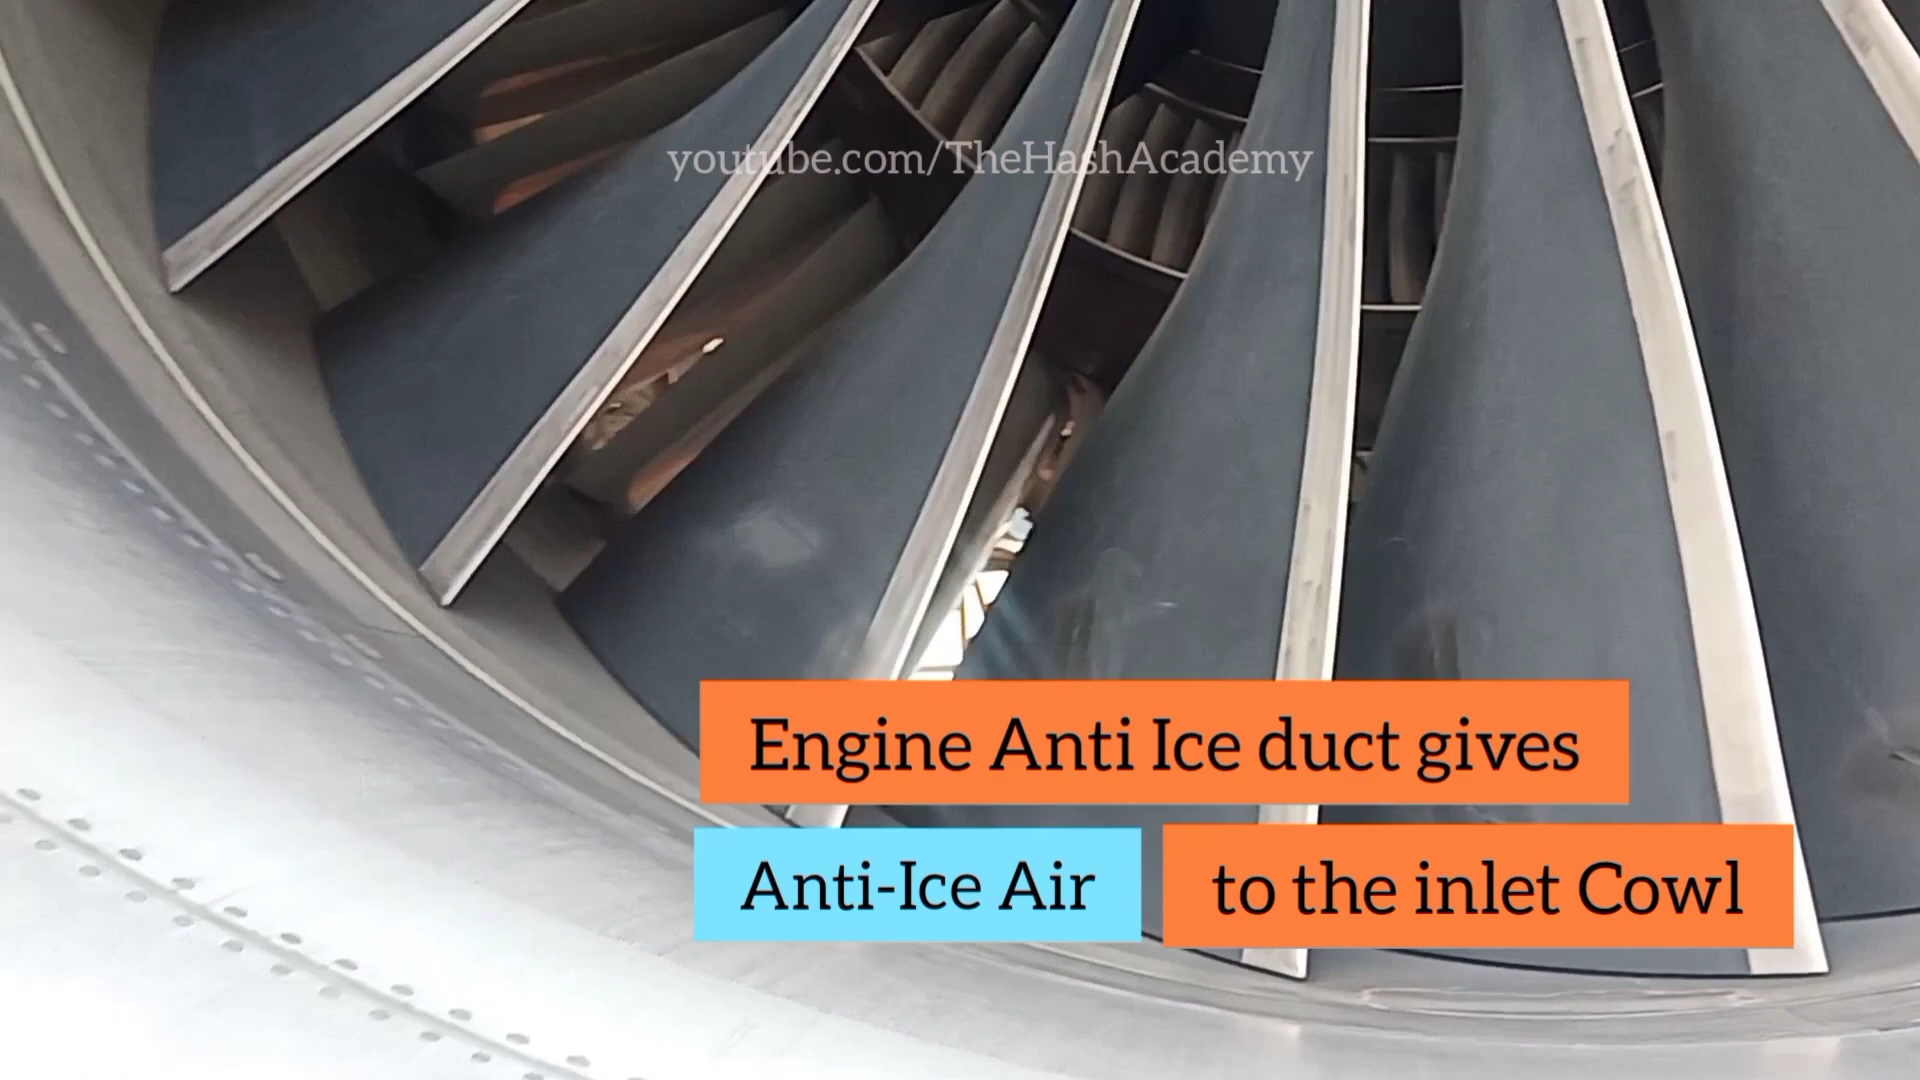 youtube.com/TheHashAcademy
Engine Anti Ice duct gives
Anti-Ice Air to the inlet Cowl